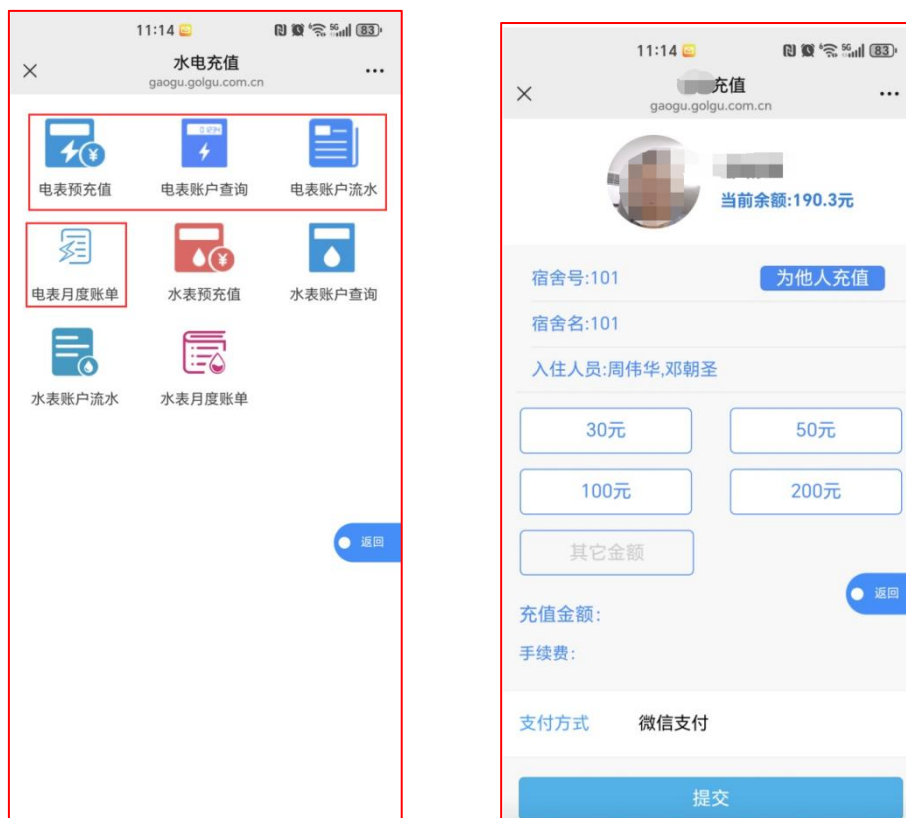 11:14
5G 83
水电充值
gaogu.golgu.com.cn
电表预充值 电表账户查询 电表账户流水
电表月度账单 水表预充值 水表账户查询
水表账户流水 水表月度账单
返回
11:14
5G 83
充值
gaogu.golgu.com.cn
当前余额:190.3元
宿舍号:101 为他人充值
宿舍名:101
入住人员:周伟华,邓朝圣
30元 50元
100元 200元
其它金额
返回
充值金额:
手续费:
支付方式 微信支付
提交